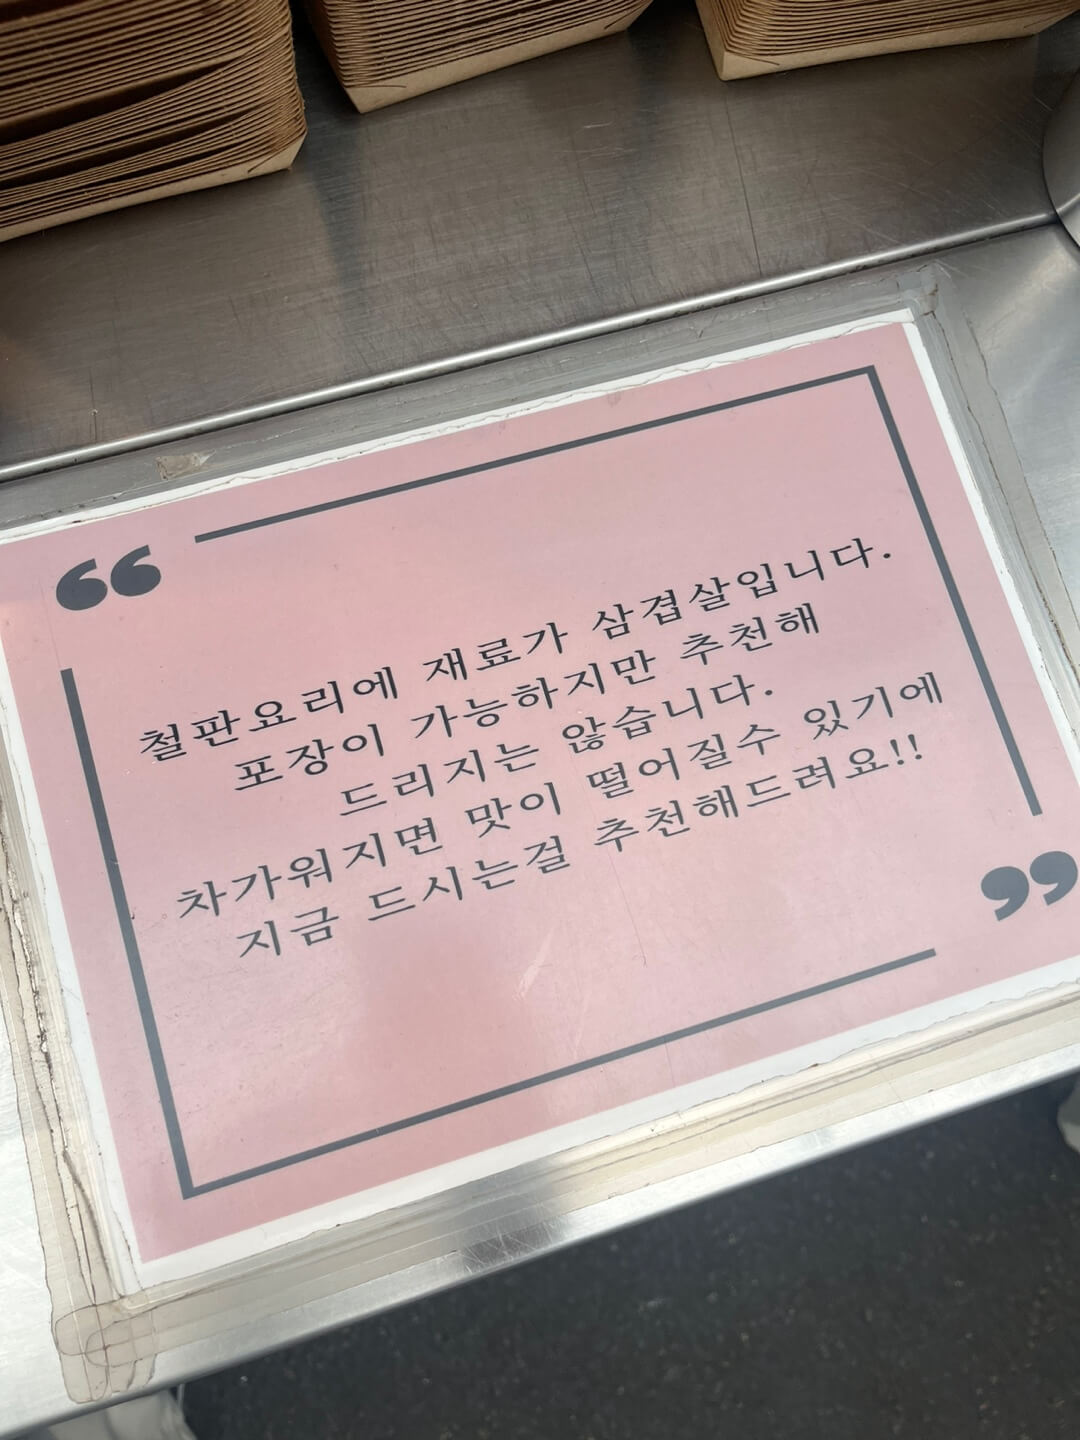 철판요리에 재료가 삼겹살입니다.
포장이 가능하지만 추천해
드리지는 않습니다.
차가워지면 맛이 떨어질수 있기에
지금 드시는걸 추천해드려요!!